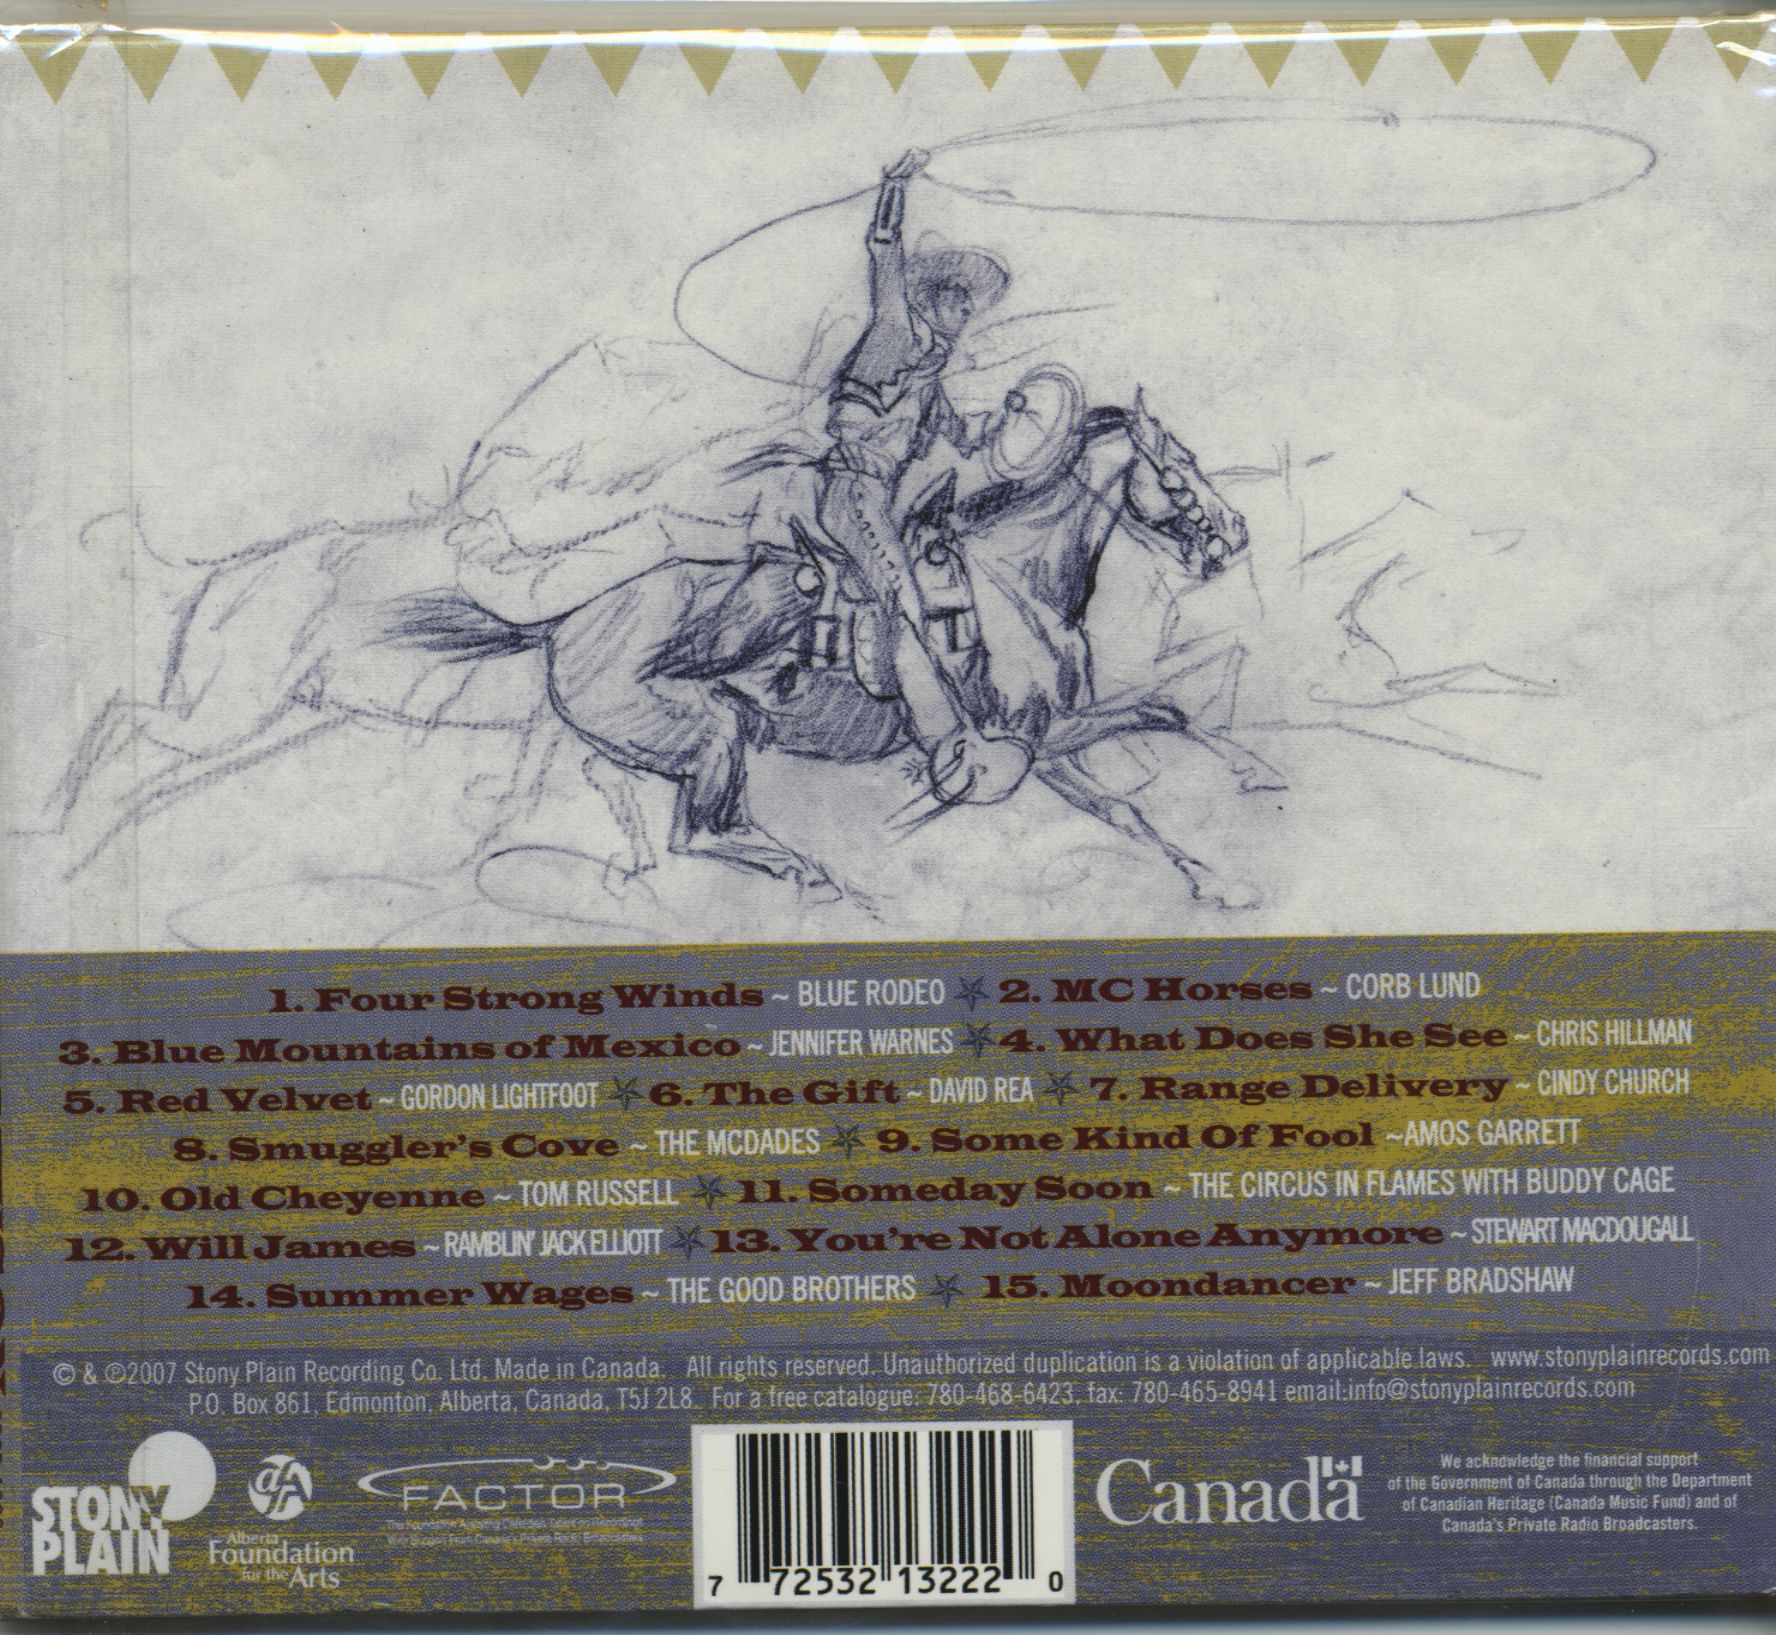 1. Four Strong Winds ~ BLUE RODEO 2. MC Horses ~ CORB LUND
3. Blue Mountains of Mexico ~ JENNIFER WARNES 4. What Does She See ~ CHRIS HILLMAN
5. Red Velvet ~ GORDON LIGHTFOOT 6. The Gift ~ DAVID REA 7. Range Delivery ~ CINDY CHURCH
8. Smuggler's Cove ~ THE MCDADES 9. Some Kind Of Fool ~AMOS GARRETT
10. Old Cheyenne ~ TOM RUSSELL 11. Someday Soon ~ THE CIRCUS IN FLAMES WITH BUDDY CAGE
12. Will James ~ RAMBLIN' JACK ELLIOTT 13. You're Not Alone Anymore ~ STEWART MACDOUGALL
14. Summer Wages ~ THE GOOD BROTHERS 15. Moondancer ~ JEFF BRADSHAW
© & ℗2007 Stony Plain Recording Co. Ltd. Made in Canada. All rights reserved. Unauthorized duplication is a violation of applicable laws. www.stonyplainrecords.com
P.O. Box 861, Edmonton, Alberta, Canada, T5J 2L8. For a free catalogue: 780-468-6423, fax: 780-465-8941 email:info@stonyplainrecords.com
STONY
PLAIN
Alberta
Foundation
for the Arts
FACTOR
7 72532 13222 0
Canada
We acknowledge the financial support
of the Government of Canada through the Department
of Canadian Heritage (Canada Music Fund) and of
Canada's Private Radio Broadcasters.